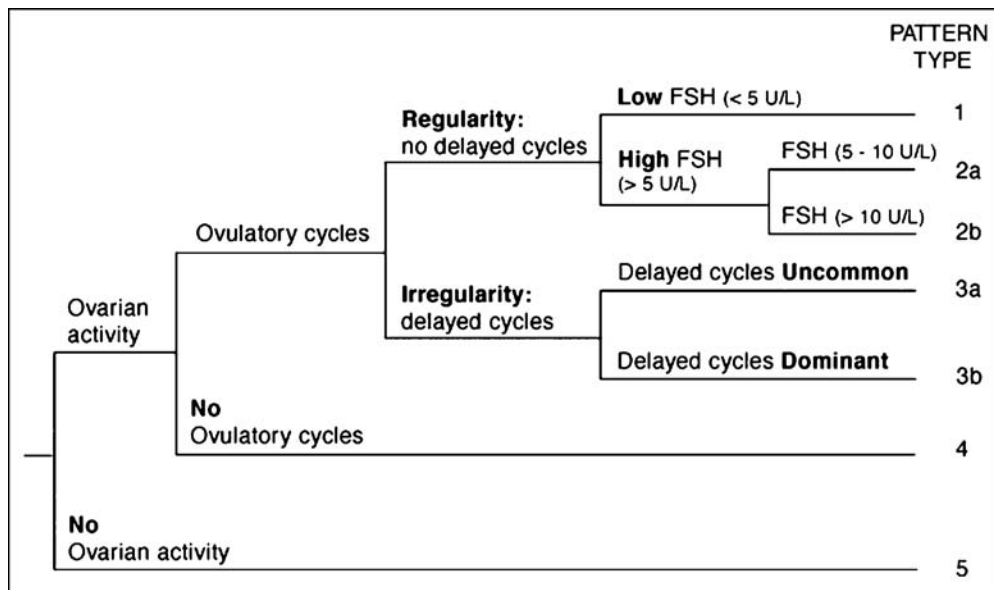 PATTERN
TYPE
Low FSH (< 5 U/L)
1
Regularity:
no delayed cycles
High FSH
(> 5 U/L)
FSH (5 - 10 U/L)
2a
FSH (> 10 U/L)
2b
Ovulatory cycles
Delayed cycles Uncommon
3a
Irregularity:
delayed cycles
Ovarian
activity
Delayed cycles Dominant
3b
No
Ovulatory cycles
4
No
Ovarian activity
5